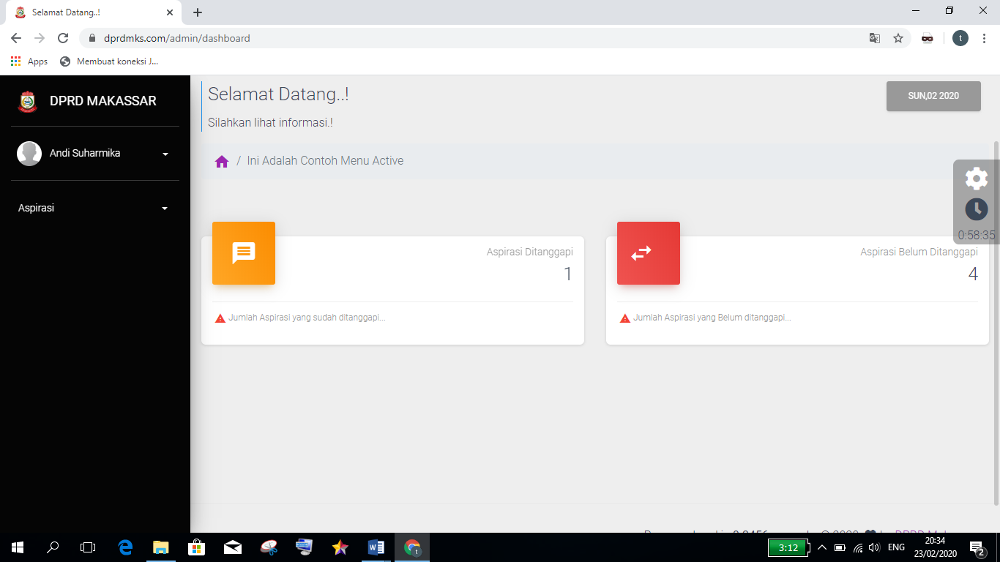 Selamat Datang..!
dprdmks.com/admin/dashboard
t
Apps
Membuat koneksi J...
DPRD MAKASSAR
Andi Suharmika
Aspirasi
Selamat Datang..!
Silahkan lihat informasi.!
SUN,02 2020
/ Ini Adalah Contoh Menu Active
0:58:35
Aspirasi Ditanggapi
1
Jumlah Aspirasi yang sudah ditanggapi...
Aspirasi Belum Ditanggapi
4
Jumlah Aspirasi yang Belum ditanggapi...
3:12
ENG
20:34
23/02/2020
2